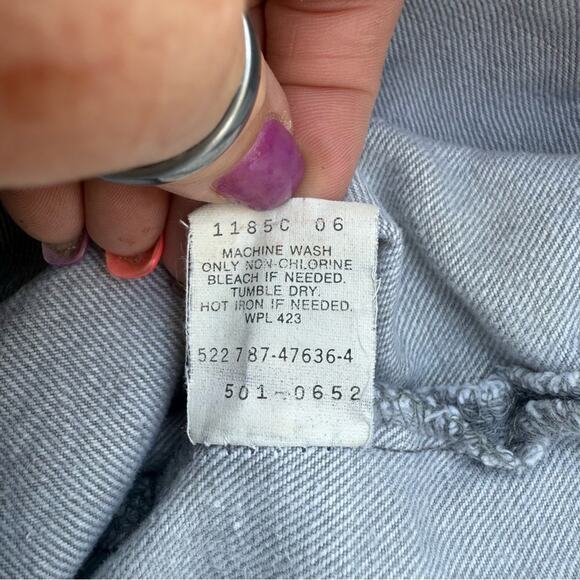 1185C 06
MACHINE WASH
ONLY NON-CHLORINE
BLEACH IF NEEDED.
TUMBLE DRY.
HOT IRON IF NEEDED.
WPL 423
522787-47636-4
501-0652